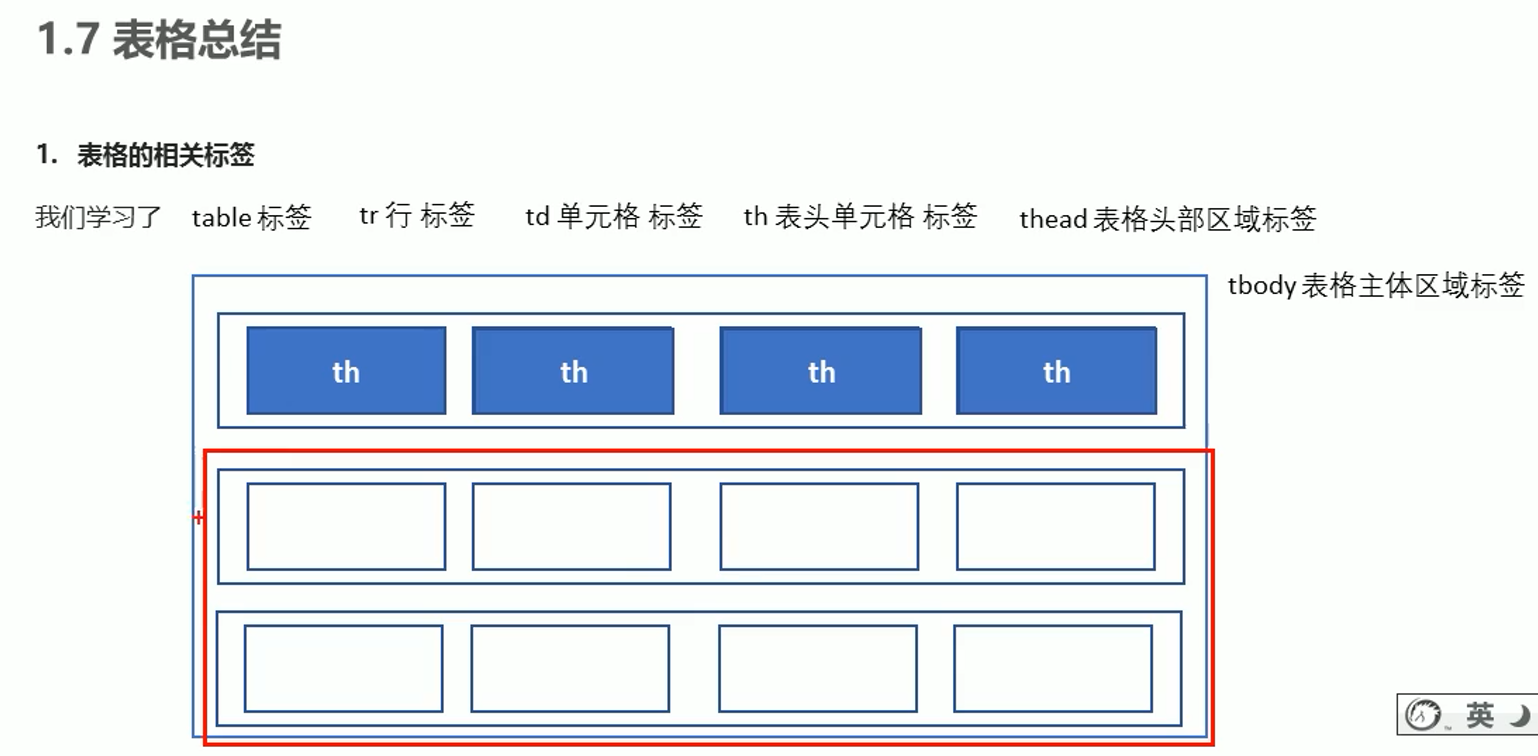 1.7 表格总结
1. 表格的相关标签
我们学习了 table 标签 tr 行 标签 td 单元格 标签 th 表头单元格 标签 thead 表格头部区域标签
tbody 表格主体区域标签
th th th th
英